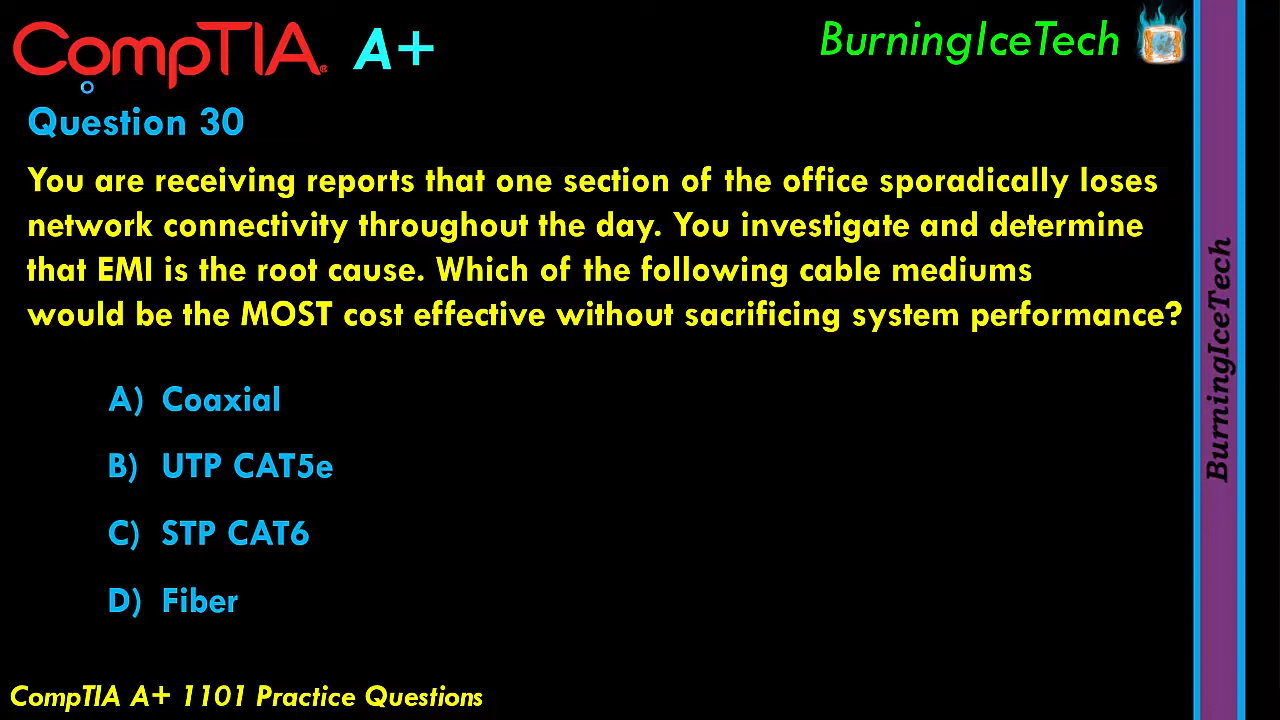 CompTIA® A+
BurningIceTech
Question 30
You are receiving reports that one section of the office sporadically loses
network connectivity throughout the day. You investigate and determine
that EMI is the root cause. Which of the following cable mediums
would be the MOST cost effective without sacrificing system performance?
A) Coaxial
B) UTP CAT5e
C) STP CAT6
D) Fiber
CompTIA A+ 1101 Practice Questions
BurningIceTech